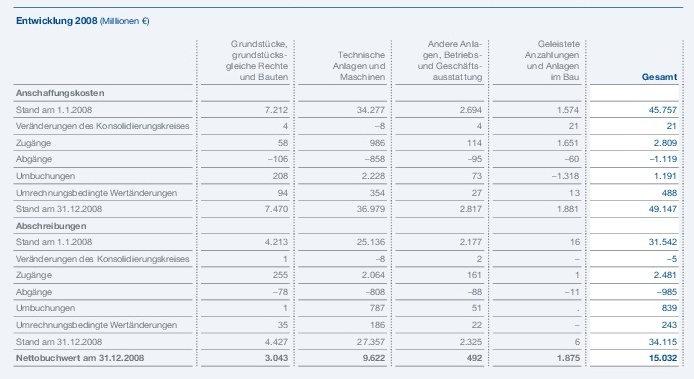 Entwicklung 2008 (Millionen €)
Grundstücke, grundstücks- gleiche Rechte und Bauten | Technische Anlagen und Maschinen | Andere Anla- gen, Betriebs- und Geschäfts- ausstattung | Geleistete Anzahlungen und Anlagen im Bau | Gesamt
Anschaffungskosten
Stand am 1.1.2008 7.212 34.277 2.694 1.574 45.757
Veränderungen des Konsolidierungskreises 4 –8 4 21 21
Zugänge 58 986 114 1.651 2.809
Abgänge –106 –858 –95 –60 –1.119
Umbuchungen 208 2.228 73 –1.318 1.191
Umrechnungsbedingte Wertänderungen 94 354 27 13 488
Stand am 31.12.2008 7.470 36.979 2.817 1.881 49.147
Abschreibungen
Stand am 1.1.2008 4.213 25.136 2.177 16 31.542
Veränderungen des Konsolidierungskreises 1 –8 2 – –5
Zugänge 255 2.064 161 1 2.481
Abgänge –78 –808 –88 –11 –985
Umbuchungen 1 787 51 - 839
Umrechnungsbedingte Wertänderungen 35 186 22 – 243
Stand am 31.12.2008 4.427 27.357 2.325 6 34.115
Nettobuchwert am 31.12.2008 3.043 9.622 492 1.875 15.032